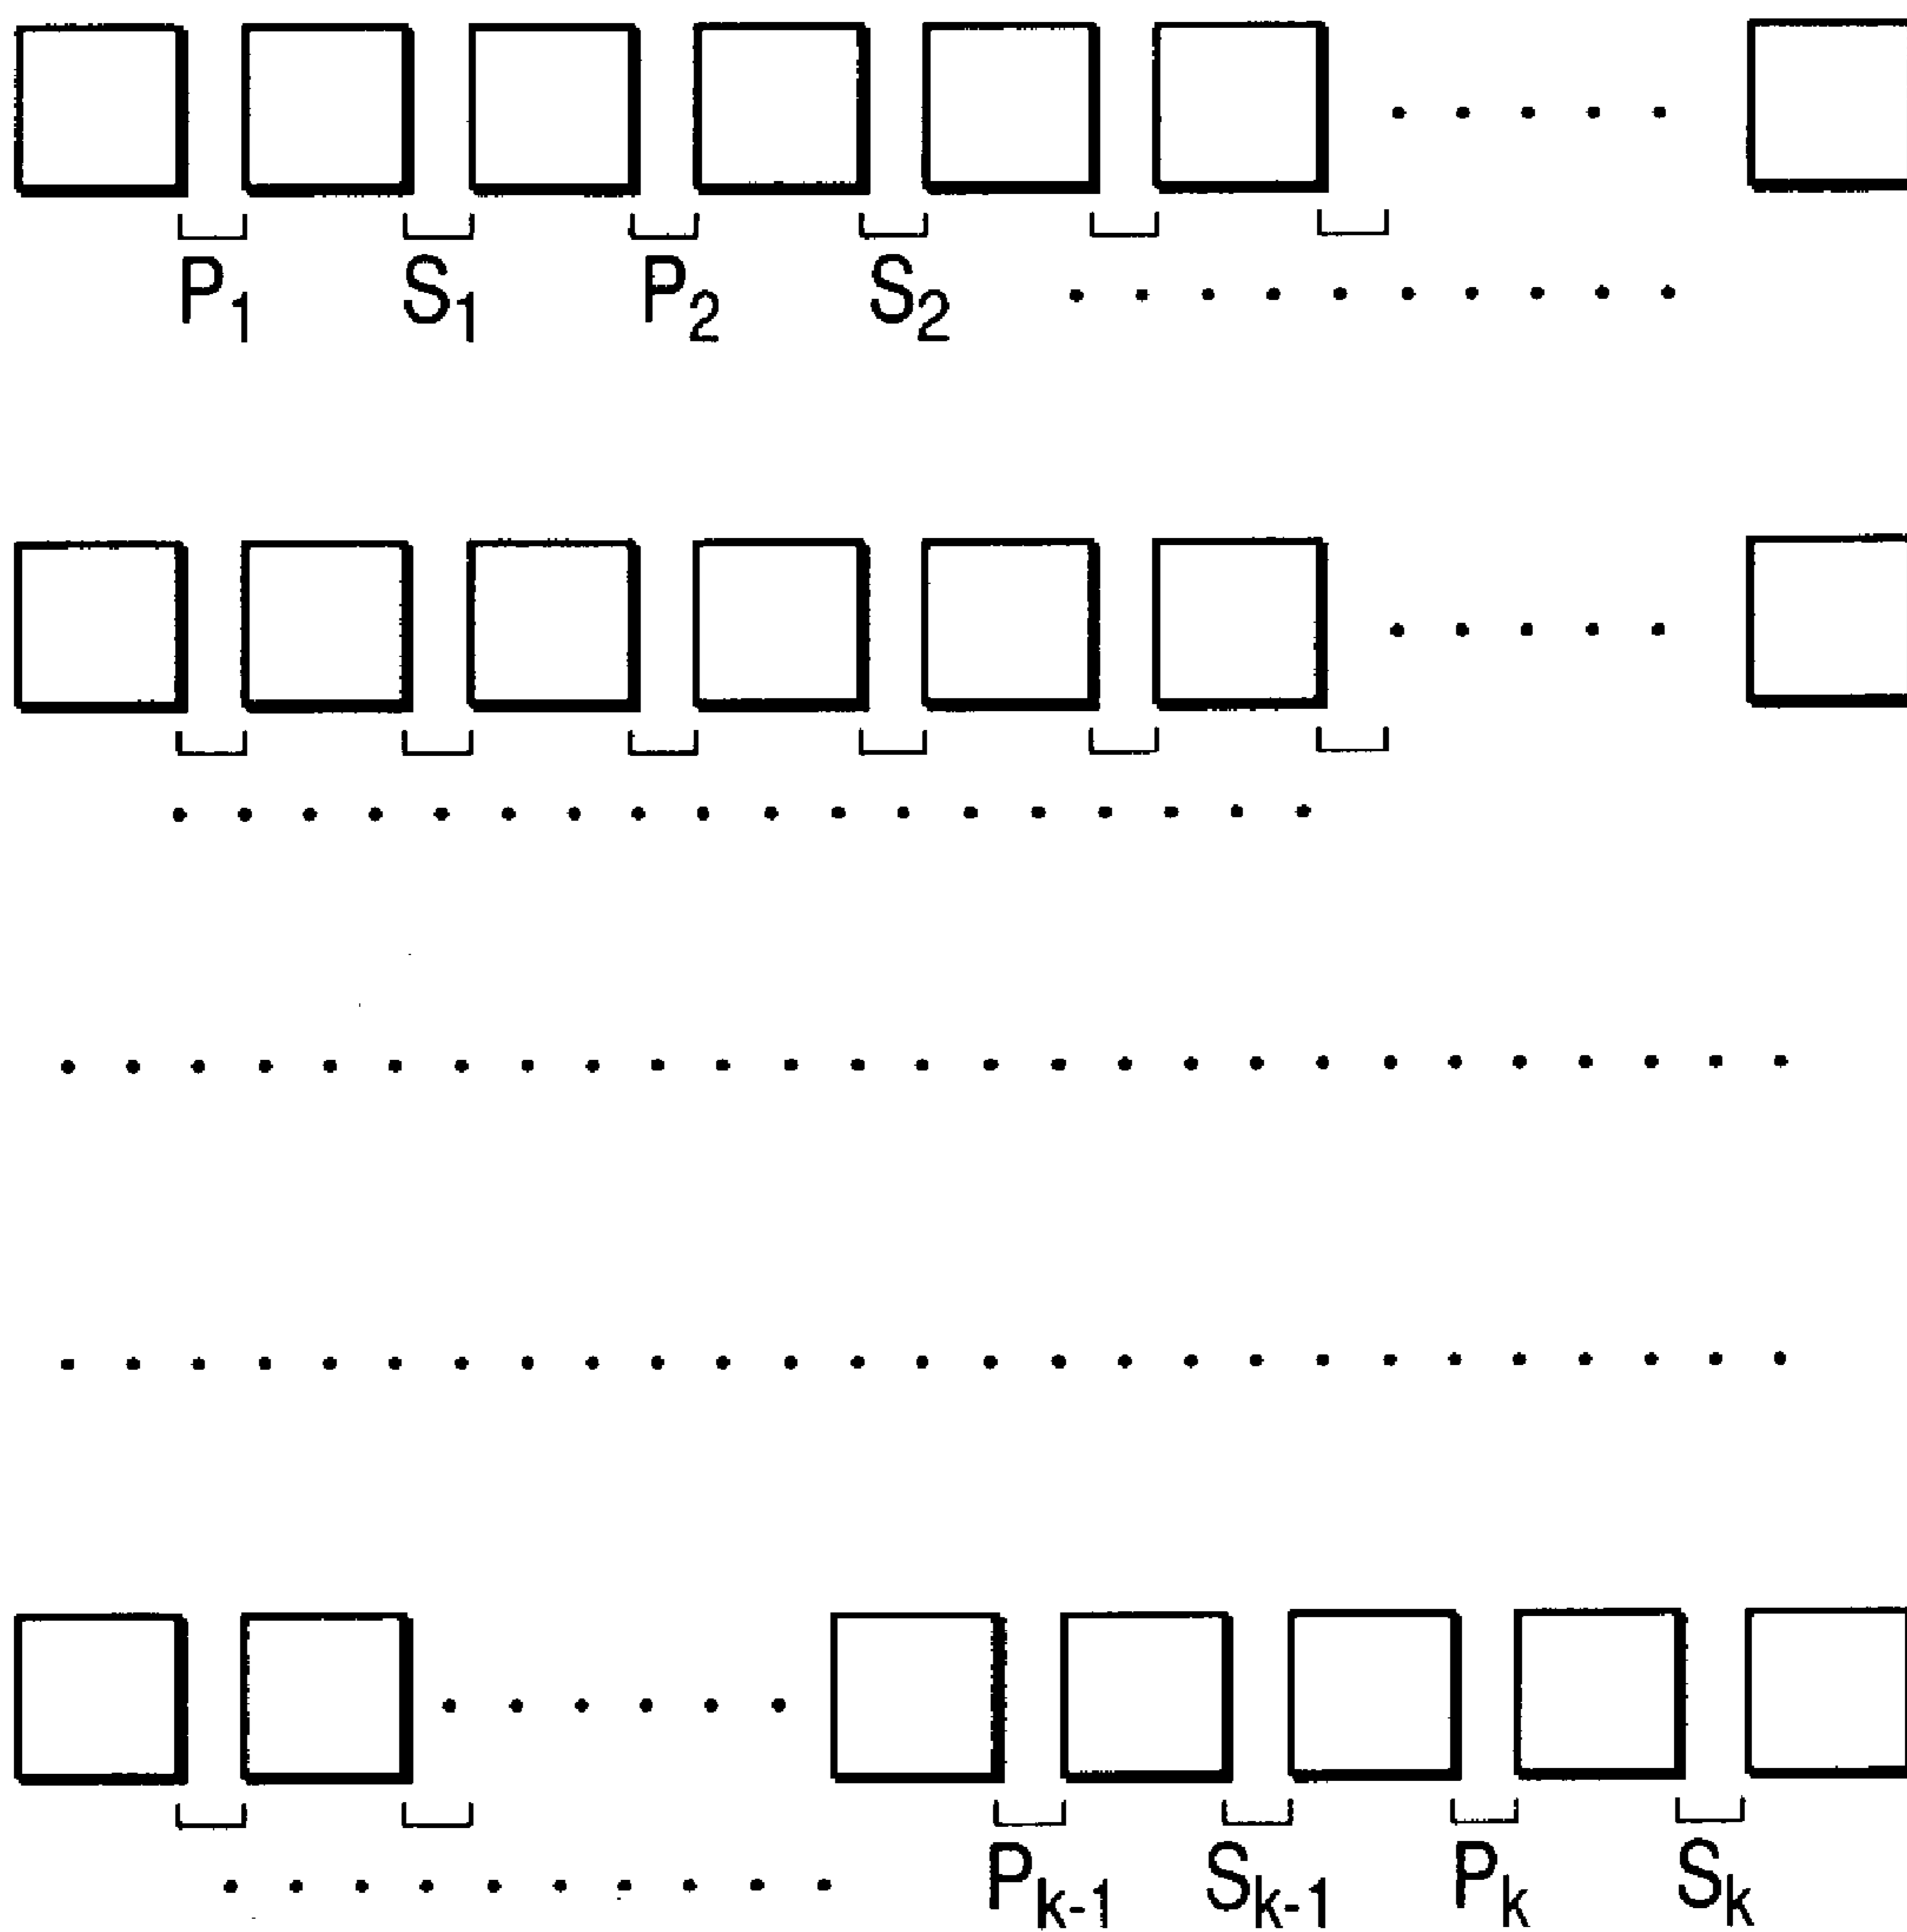 P₁ S₁ P₂ S₂ ..........
Pₖ₋₁ Sₖ₋₁ Pₖ Sₖ